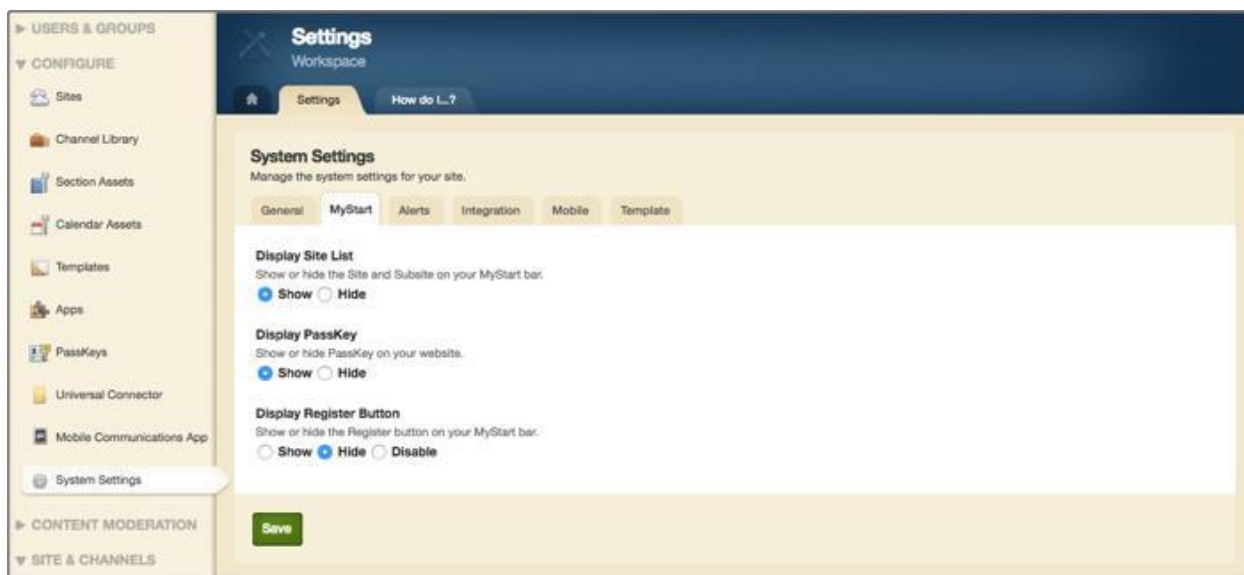 USERS & GROUPS
CONFIGURE
Sites
Channel Library
Section Assets
Calendar Assets
Templates
Apps
PassKeys
Universal Connector
Mobile Communications App
System Settings
CONTENT MODERATION
SITE & CHANNELS
Settings
Workspace
Settings How do I...?
System Settings
Manage the system settings for your site.
General MyStart Alerts Integration Mobile Template
Display Site List
Show or hide the Site and Subsite on your MyStart bar.
Show Hide
Display PassKey
Show or hide PassKey on your website.
Show Hide
Display Register Button
Show or hide the Register button on your MyStart bar.
Show Hide Disable
Save